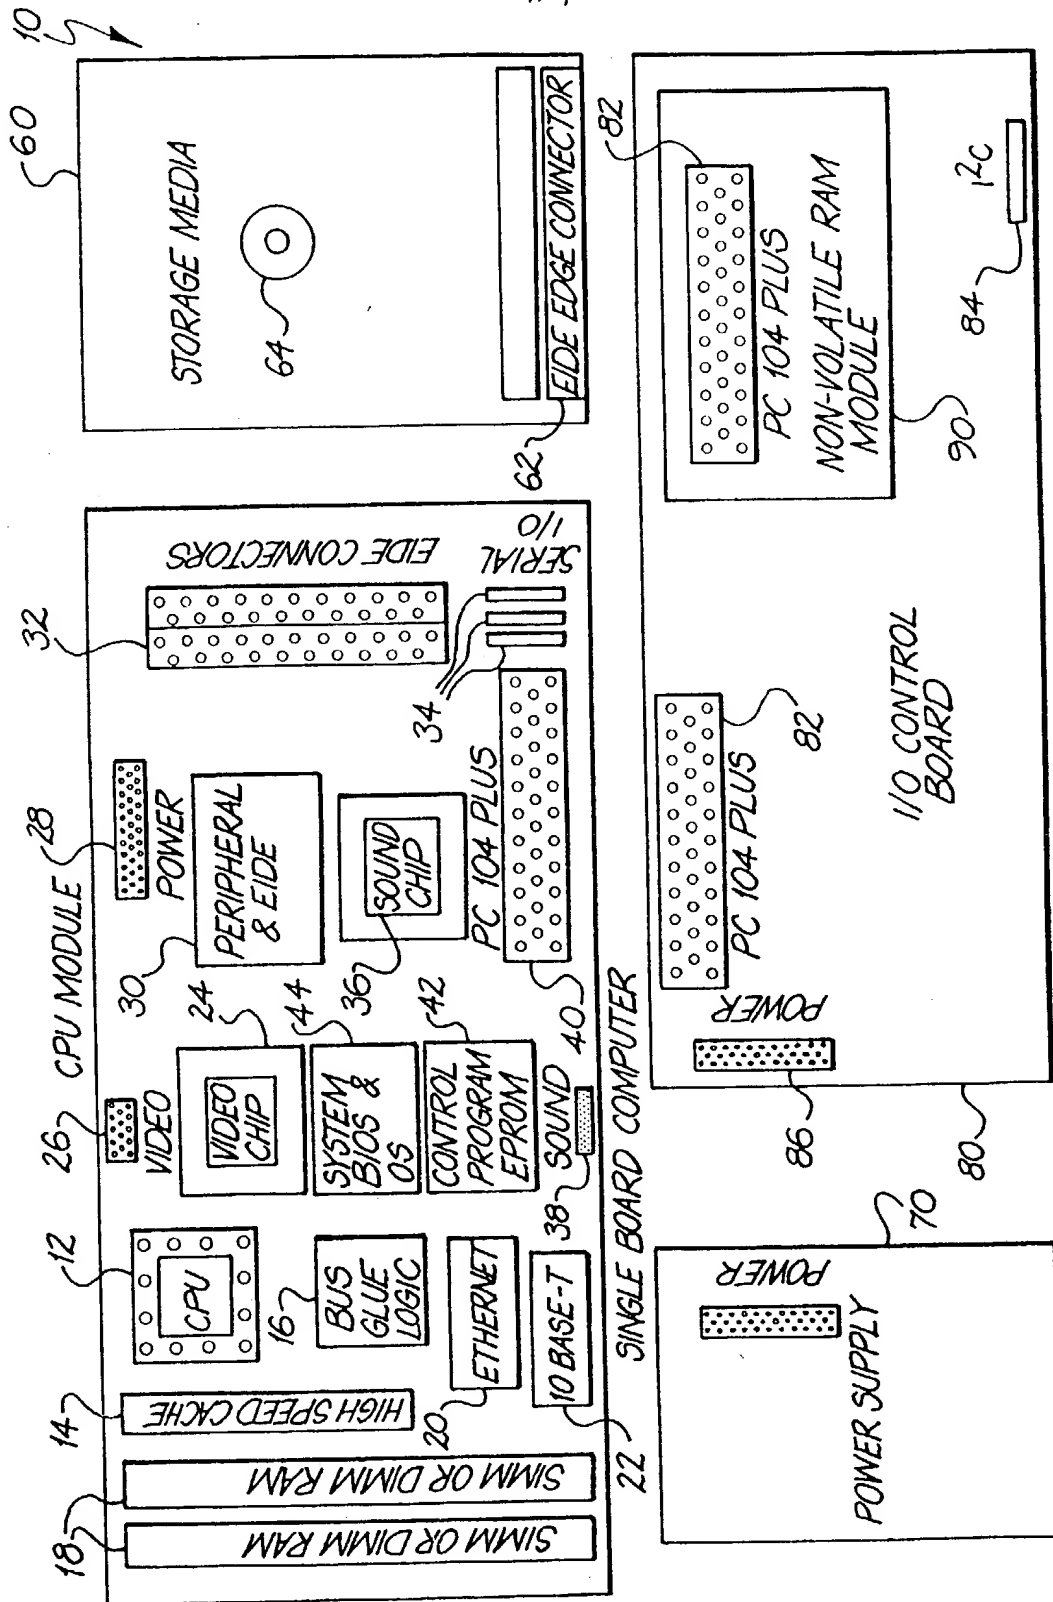 10
60
STORAGE MEDIA
64
EIDE EDGE CONNECTOR
62
CPU MODULE
18
SIMM OR DIMM RAM
SIMM OR DIMM RAM
14
HIGH SPEED CACHE
12
CPU
16
BUS
GLUE
LOGIC
20
ETHERNET
10 BASE-T
22
26
VIDEO
24
VIDEO
CHIP
44
SYSTEM
BIOS &
OS
42
CONTROL
PROGRAM
EPROM
SOUND
38
28
POWER
30
PERIPHERAL
& EIDE
36
SOUND
CHIP
PC 104 PLUS
40
32
EIDE CONNECTORS
34
SERIAL
I/O
SINGLE BOARD COMPUTER
70
POWER
POWER SUPPLY
80
POWER
86
PC 104 PLUS
82
I/O CONTROL
BOARD
82
PC 104 PLUS
NON-VOLATILE RAM
MODULE
90
I2C
84